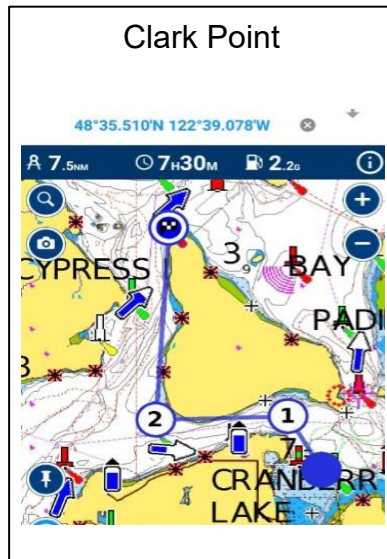 Clark Point
48°35.510'N 122°39.078'W
7.5NM 7H30M 2.2G
3
9
BAY
CYPRESS
PADI
3
2
1
7
CRANBERR
LAKE